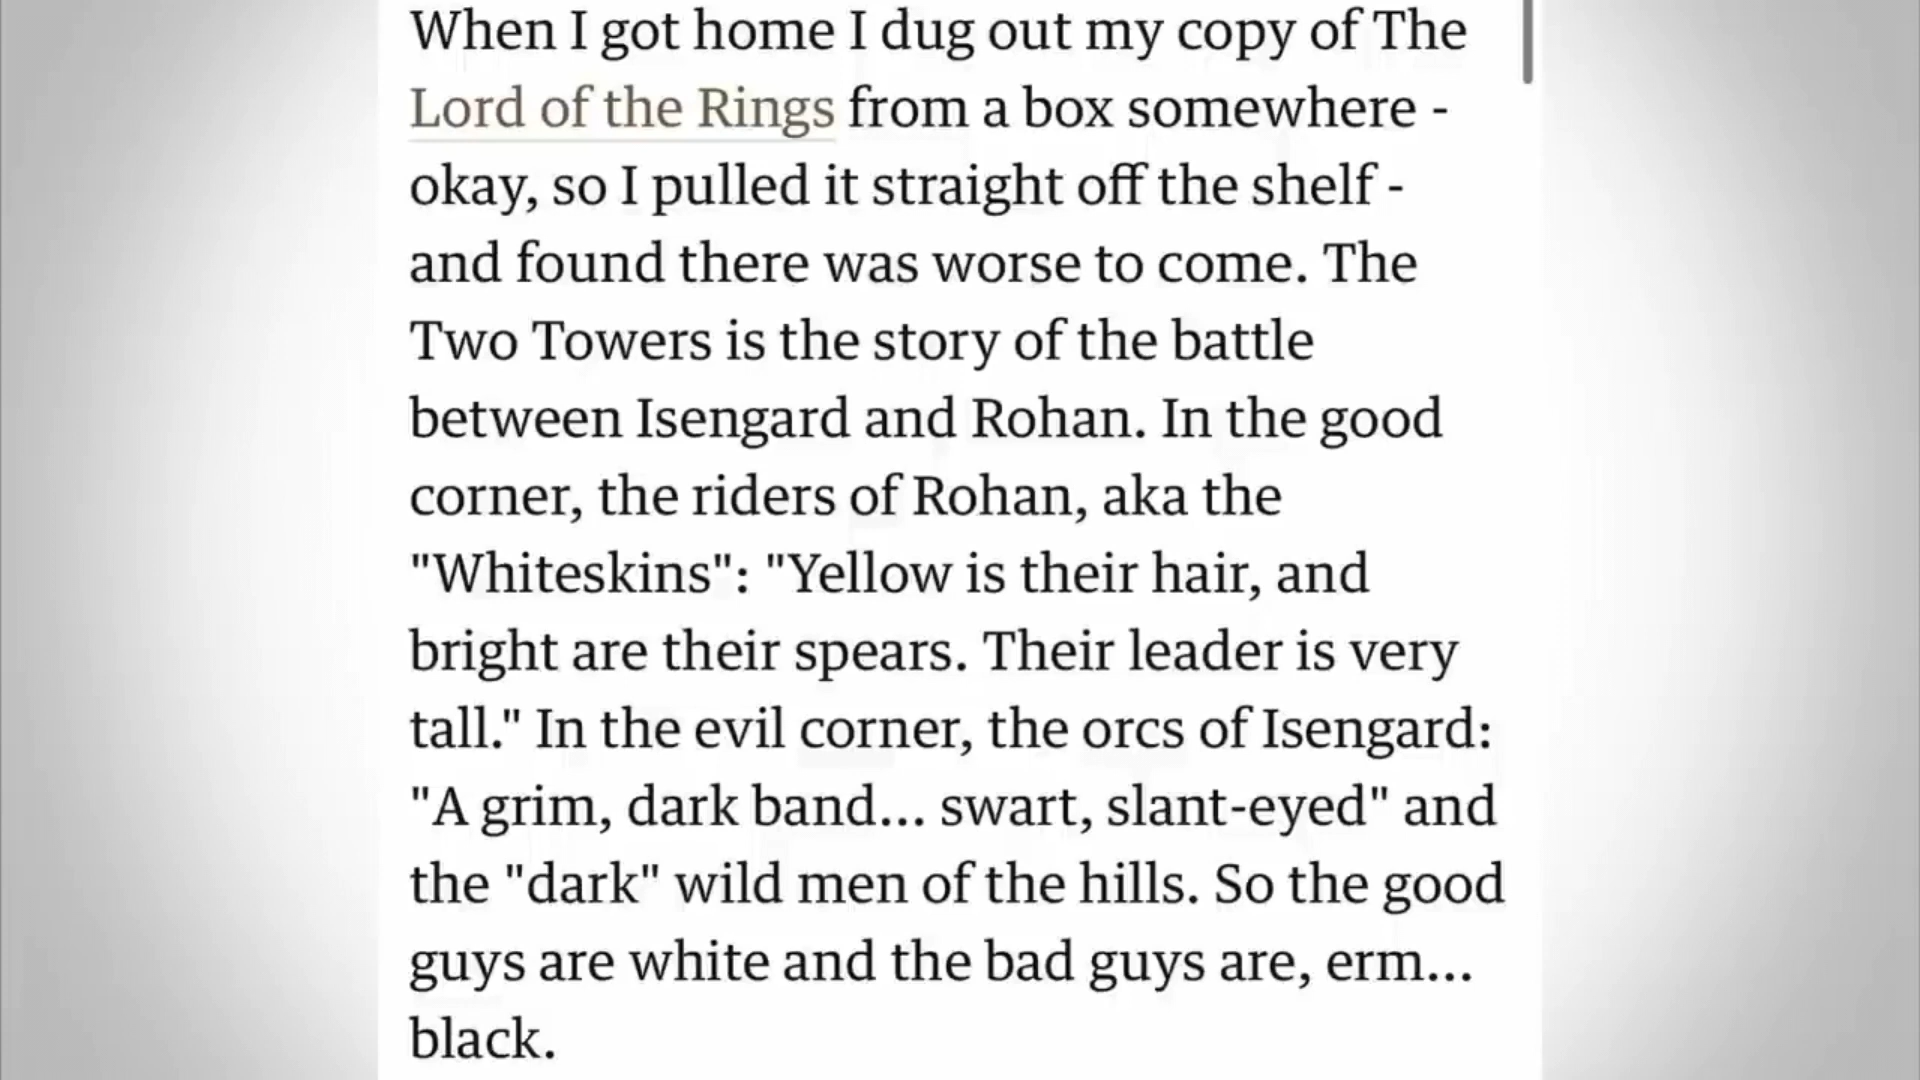 When I got home I dug out my copy of The
Lord of the Rings from a box somewhere -
okay, so I pulled it straight off the shelf -
and found there was worse to come. The
Two Towers is the story of the battle
between Isengard and Rohan. In the good
corner, the riders of Rohan, aka the
"Whiteskins": "Yellow is their hair, and
bright are their spears. Their leader is very
tall." In the evil corner, the orcs of Isengard:
"A grim, dark band... swart, slant-eyed" and
the "dark" wild men of the hills. So the good
guys are white and the bad guys are, erm...
black.